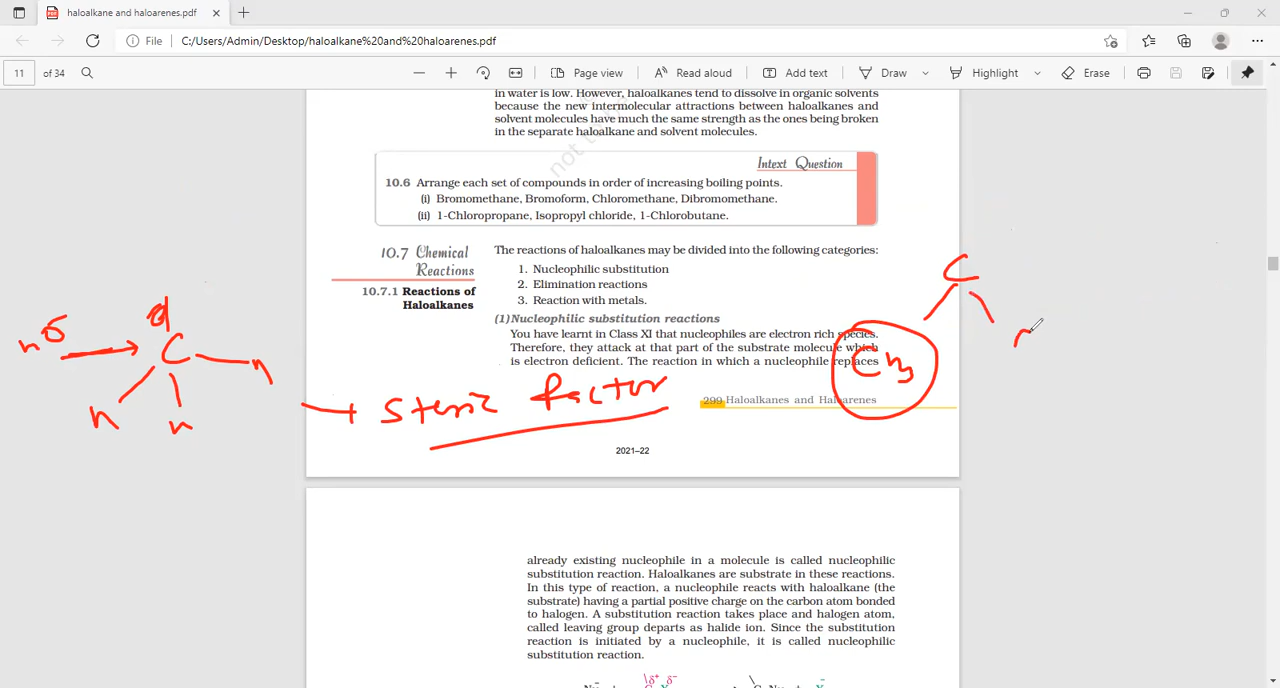 haloalkane and haloarenes.pdf
File
C:/Users/Admin/Desktop/haloalkane%20and%20haloarenes.pdf
11 of 34
Page view
Read aloud
Add text
Draw
Highlight
Erase
in water is low. However, haloalkanes tend to dissolve in organic solvents
because the new intermolecular attractions between haloalkanes and
solvent molecules have much the same strength as the ones being broken
in the separate haloalkane and solvent molecules.
not t
Intext Question
10.6 Arrange each set of compounds in order of increasing boiling points.
(i) Bromomethane, Bromoform, Chloromethane, Dibromomethane.
(ii) 1-Chloropropane, Isopropyl chloride, 1-Chlorobutane.
10.7 Chemical
Reactions
10.7.1 Reactions of
Haloalkanes
The reactions of haloalkanes may be divided into the following categories:
1. Nucleophilic substitution
2. Elimination reactions
3. Reaction with metals.
(1)Nucleophilic substitution reactions
You have learnt in Class XI that nucleophiles are electron rich species.
Therefore, they attack at that part of the substrate molecule which
is electron deficient. The reaction in which a nucleophile replaces
C
CH3
C
Steric factor
299 Haloalkanes and Haloarenes
2021–22
already existing nucleophile in a molecule is called nucleophilic
substitution reaction. Haloalkanes are substrate in these reactions.
In this type of reaction, a nucleophile reacts with haloalkane (the
substrate) having a partial positive charge on the carbon atom bonded
to halogen. A substitution reaction takes place and halogen atom,
called leaving group departs as halide ion. Since the substitution
reaction is initiated by a nucleophile, it is called nucleophilic
substitution reaction.